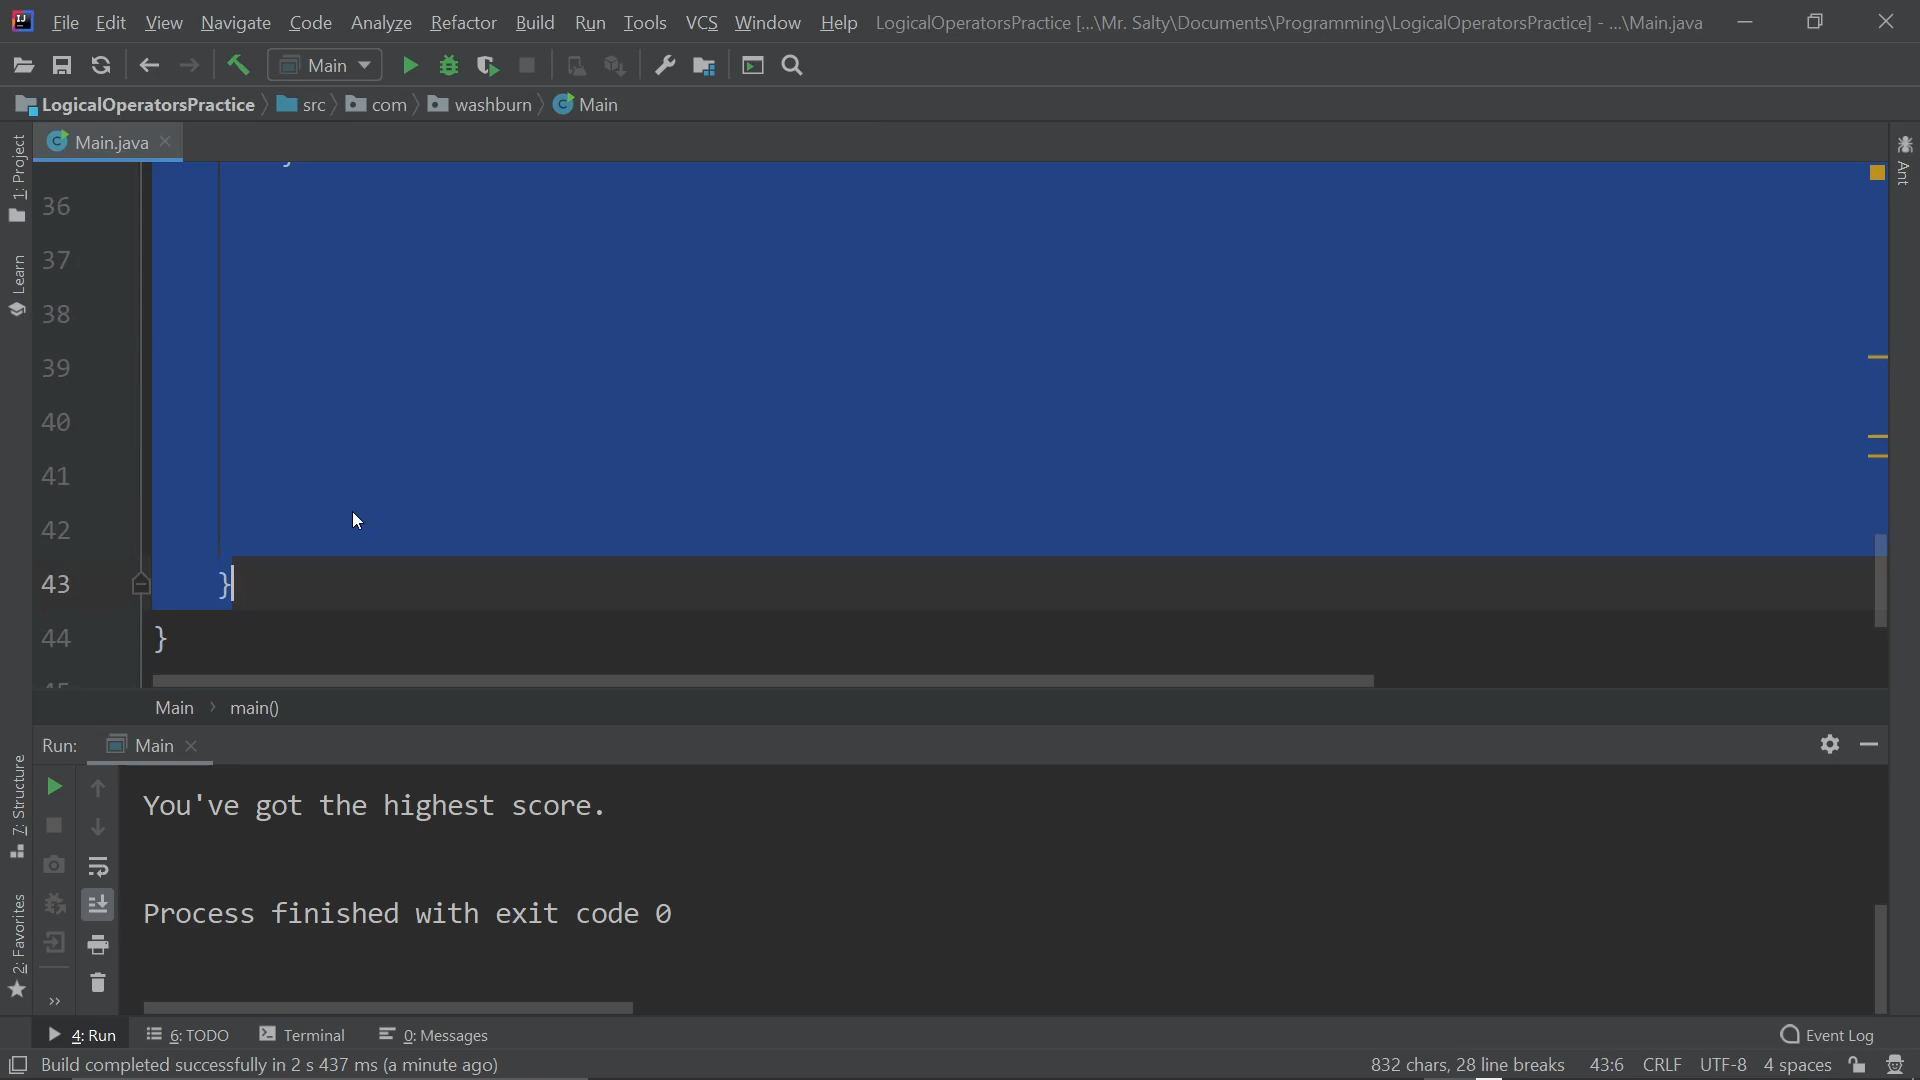 File Edit View Navigate Code Analyze Refactor Build Run Tools VCS Window Help LogicalOperatorsPractice [...\Mr. Salty\Documents\Programming\LogicalOperatorsPractice] - ...\Main.java
Main
LogicalOperatorsPractice src com washburn Main
Main.java
1: Project
Learn
7: Structure
2: Favorites
Ant
36
37
38
39
40
41
42
43 }
44 }
Main main()
Run: Main
You've got the highest score.
Process finished with exit code 0
4: Run 6: TODO Terminal 0: Messages Event Log
Build completed successfully in 2 s 437 ms (a minute ago) 832 chars, 28 line breaks 43:6 CRLF UTF-8 4 spaces